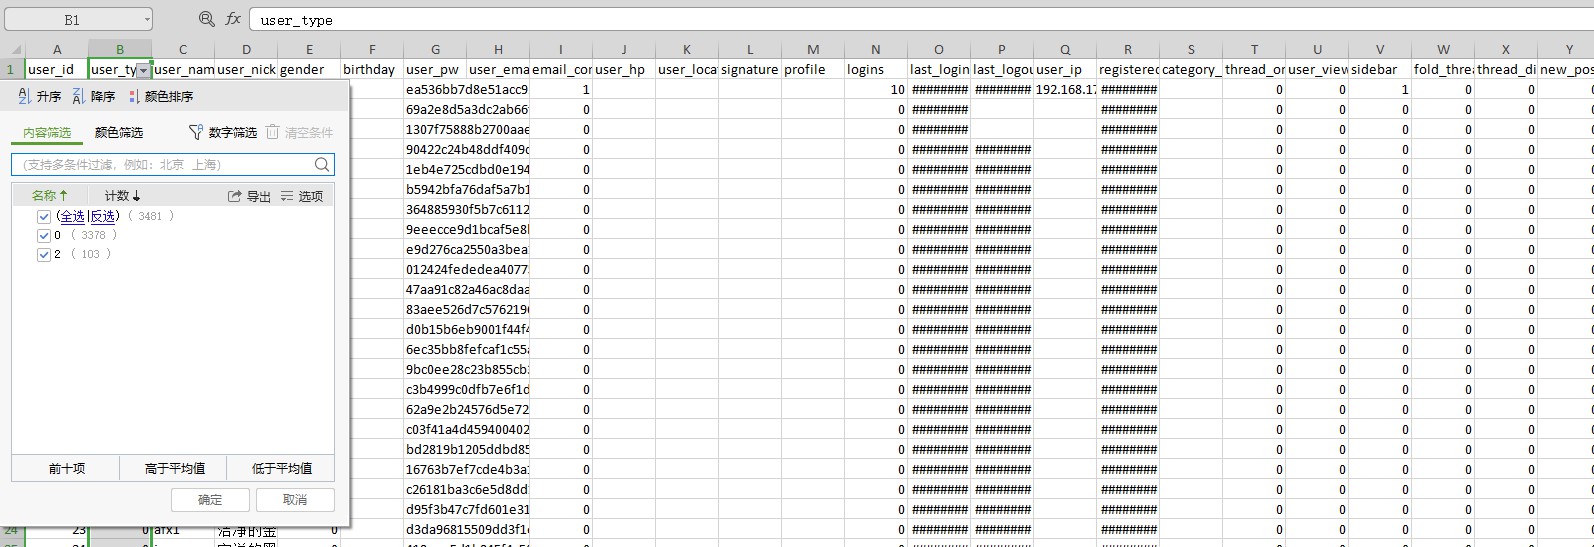 B1 fx user_type
A B C D E F G H I J K L M N O P Q R S T U V W X Y
1 user_id user_ty user_nam user_nick gender birthday user_pw user_ema email_cor user_hp user_loca signature profile logins last_login last_logou user_ip registered category_ thread_or user_view sidebar fold_threa thread_di new_pos
升序 降序 颜色排序
内容筛选 颜色筛选 数字筛选 清空条件
(支持多条件过滤，例如：北京 上海)
名称 计数 导出 选项
(全选|反选) ( 3481 )
0 ( 3378 )
2 ( 103 )
前十项 高于平均值 低于平均值
确定 取消
ea536bb7d8e51acc9 1 10 ######## ######## 192.168.17 ######## 0 0 1 0 0 0
69a2e8d5a3dc2ab66 0 0 ######## ######## 0 0 0 0 0 0
1307f75888b2700aae 0 0 ######## ######## 0 0 0 0 0 0
90422c24b48ddf409c 0 0 ######## ######## ######## 0 0 0 0 0 0
1eb4e725cdbd0e194 0 0 ######## ######## ######## 0 0 0 0 0 0
b5942bfa76daf5a7b1 0 0 ######## ######## ######## 0 0 0 0 0 0
364885930f5b7c6112 0 0 ######## ######## ######## 0 0 0 0 0 0
9eeecce9d1bcaf5e8 0 0 ######## ######## ######## 0 0 0 0 0 0
e9d276ca2550a3bea 0 0 ######## ######## ######## 0 0 0 0 0 0
012424fededea4077 0 0 ######## ######## ######## 0 0 0 0 0 0
47aa91c82a46ac8daa 0 0 ######## ######## ######## 0 0 0 0 0 0
83aee526d7c5762196 0 0 ######## ######## ######## 0 0 0 0 0 0
d0b15b6eb9001f44f4 0 0 ######## ######## ######## 0 0 0 0 0 0
6ec35bb8fefcaf1c55 0 0 ######## ######## ######## 0 0 0 0 0 0
9bc0ee28c23b855cb 0 0 ######## ######## ######## 0 0 0 0 0 0
c3b4999c0dfb7e6f1d 0 0 ######## ######## ######## 0 0 0 0 0 0
62a9e2b24576d5e72 0 0 ######## ######## ######## 0 0 0 0 0 0
c03f41a4d459400402 0 0 ######## ######## ######## 0 0 0 0 0 0
bd2819b1205ddbd85 0 0 ######## ######## ######## 0 0 0 0 0 0
16763b7ef7cde4b3a 0 0 ######## ######## ######## 0 0 0 0 0 0
c26181ba3c6e5d8dd 0 0 ######## ######## ######## 0 0 0 0 0 0
d95f3b47c7fd601e31 0 0 ######## ######## ######## 0 0 0 0 0 0
24 23 0 afx1 洁净的金 0 d3da96815509dd3f1 0 0 ######## ######## ######## 0 0 0 0 0 0